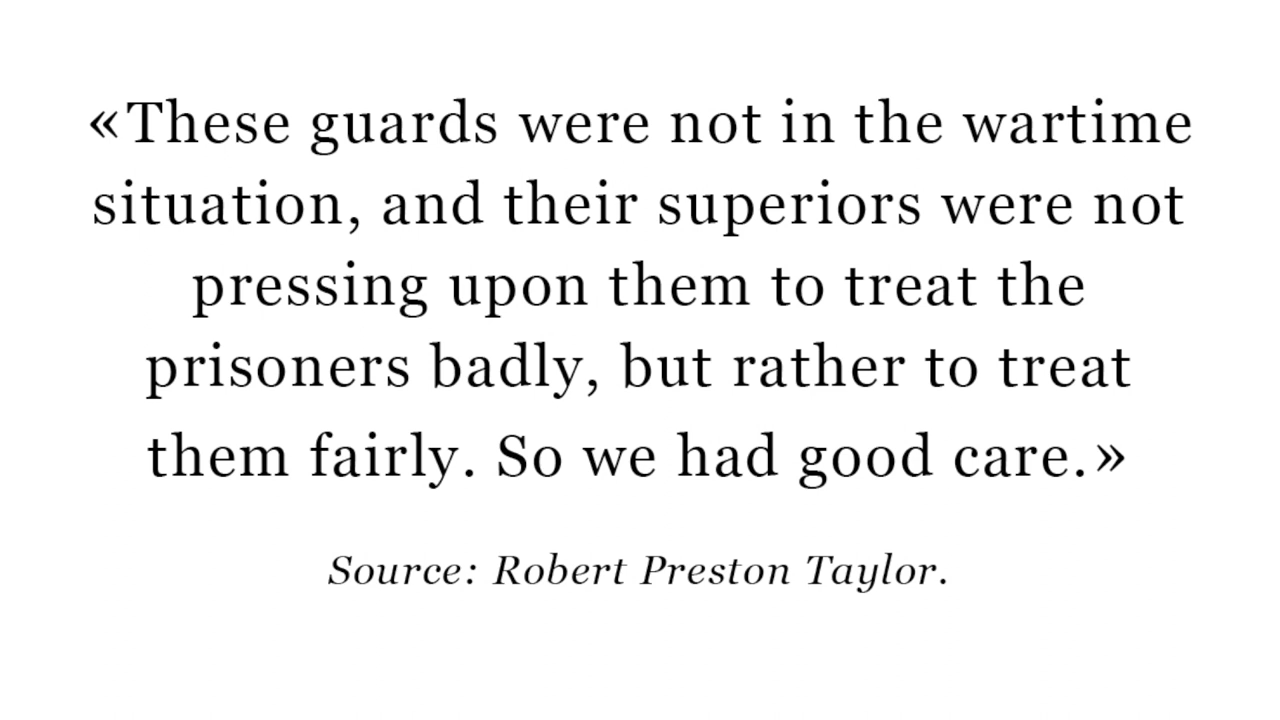 «These guards were not in the wartime
situation, and their superiors were not
pressing upon them to treat the
prisoners badly, but rather to treat
them fairly. So we had good care.»
Source: Robert Preston Taylor.